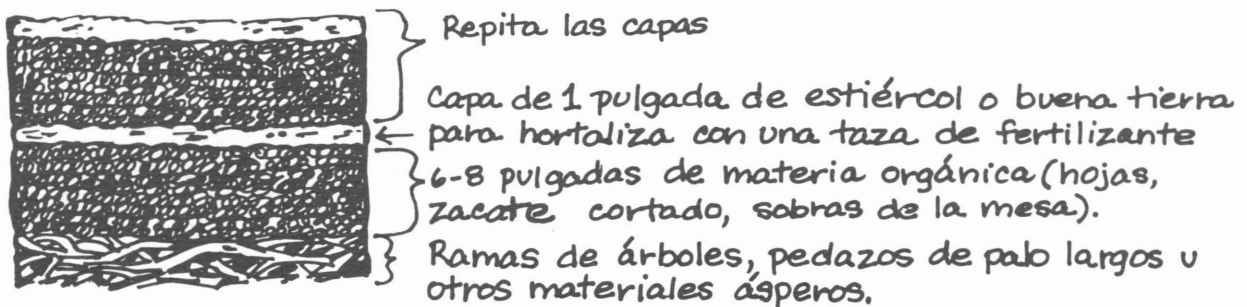 Repita las capas
Capa de 1 pulgada de estiércol o buena tierra
para hortaliza con una taza de fertilizante
6-8 pulgadas de materia orgánica (hojas,
zacate cortado, sobras de la mesa).
Ramas de árboles, pedazos de palo largos u
otros materiales ásperos.